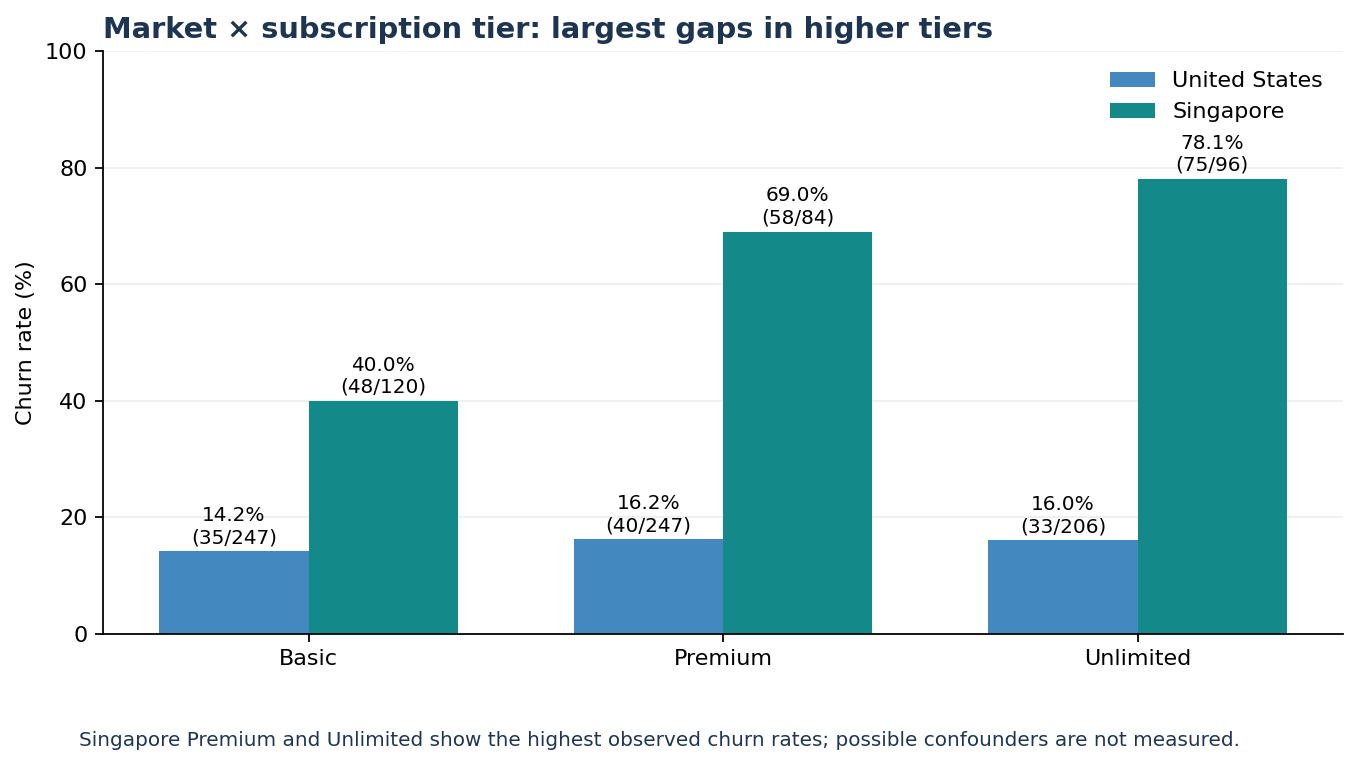 Market × subscription tier: largest gaps in higher tiers
100
80
60
40
20
0
Churn rate (%)
United States
Singapore
14.2%
(35/247)
40.0%
(48/120)
16.2%
(40/247)
69.0%
(58/84)
16.0%
(33/206)
78.1%
(75/96)
Basic
Premium
Unlimited
Singapore Premium and Unlimited show the highest observed churn rates; possible confounders are not measured.